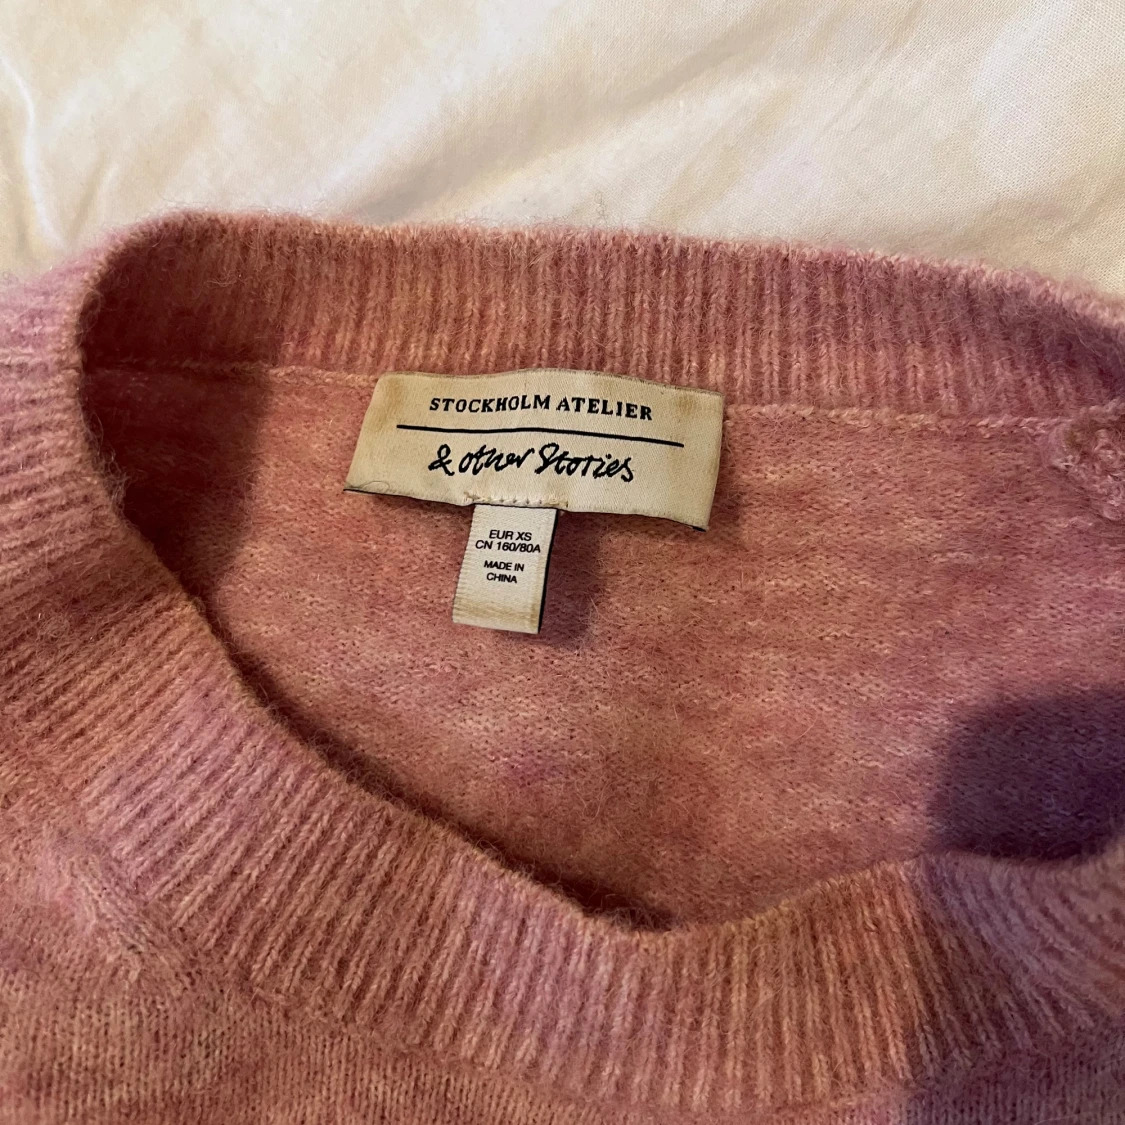 STOCKHOLM ATELIER
& other Stories
EUR XS
CN 160/80A
MADE IN
CHINA